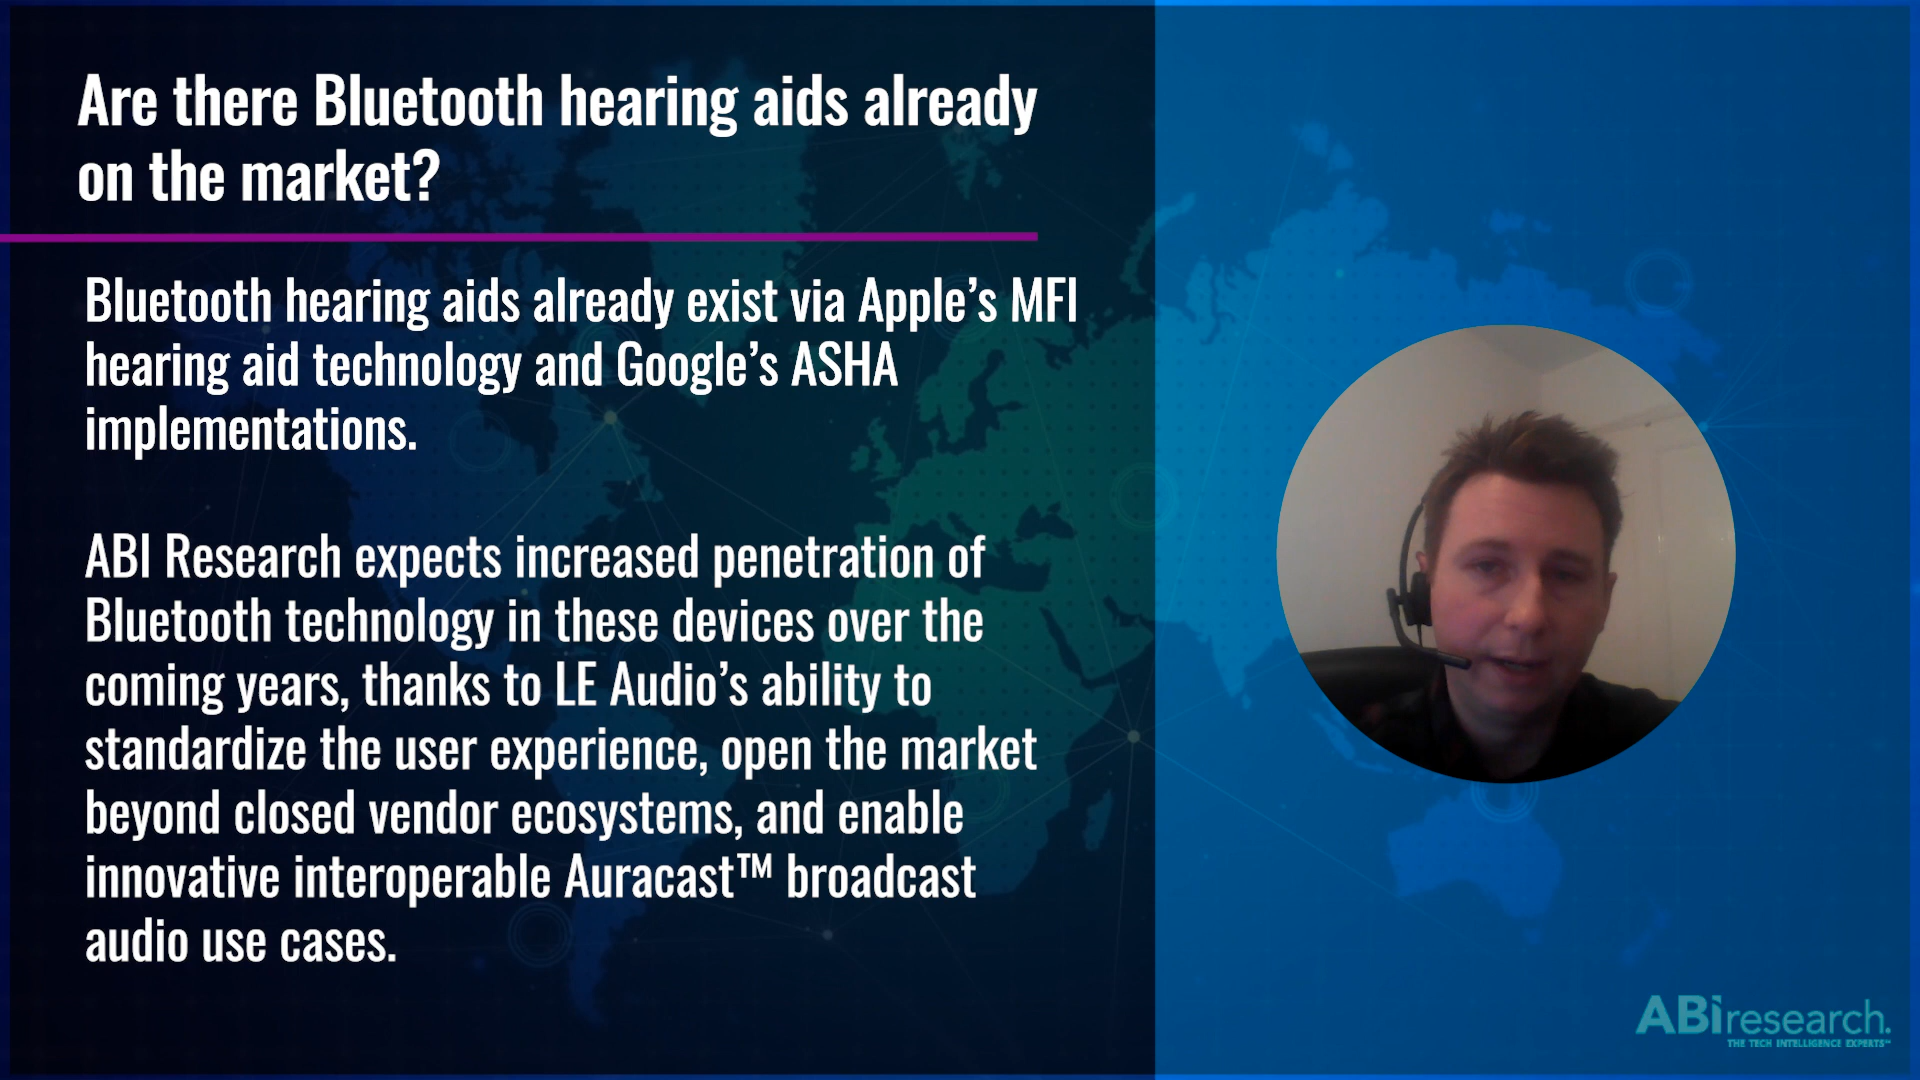 Are there Bluetooth hearing aids already
on the market?
Bluetooth hearing aids already exist via Apple’s MFI
hearing aid technology and Google’s ASHA
implementations.
ABI Research expects increased penetration of
Bluetooth technology in these devices over the
coming years, thanks to LE Audio’s ability to
standardize the user experience, open the market
beyond closed vendor ecosystems, and enable
innovative interoperable Auracast™ broadcast
audio use cases.
ABIresearch.
THE TECH INTELLIGENCE EXPERTS℠